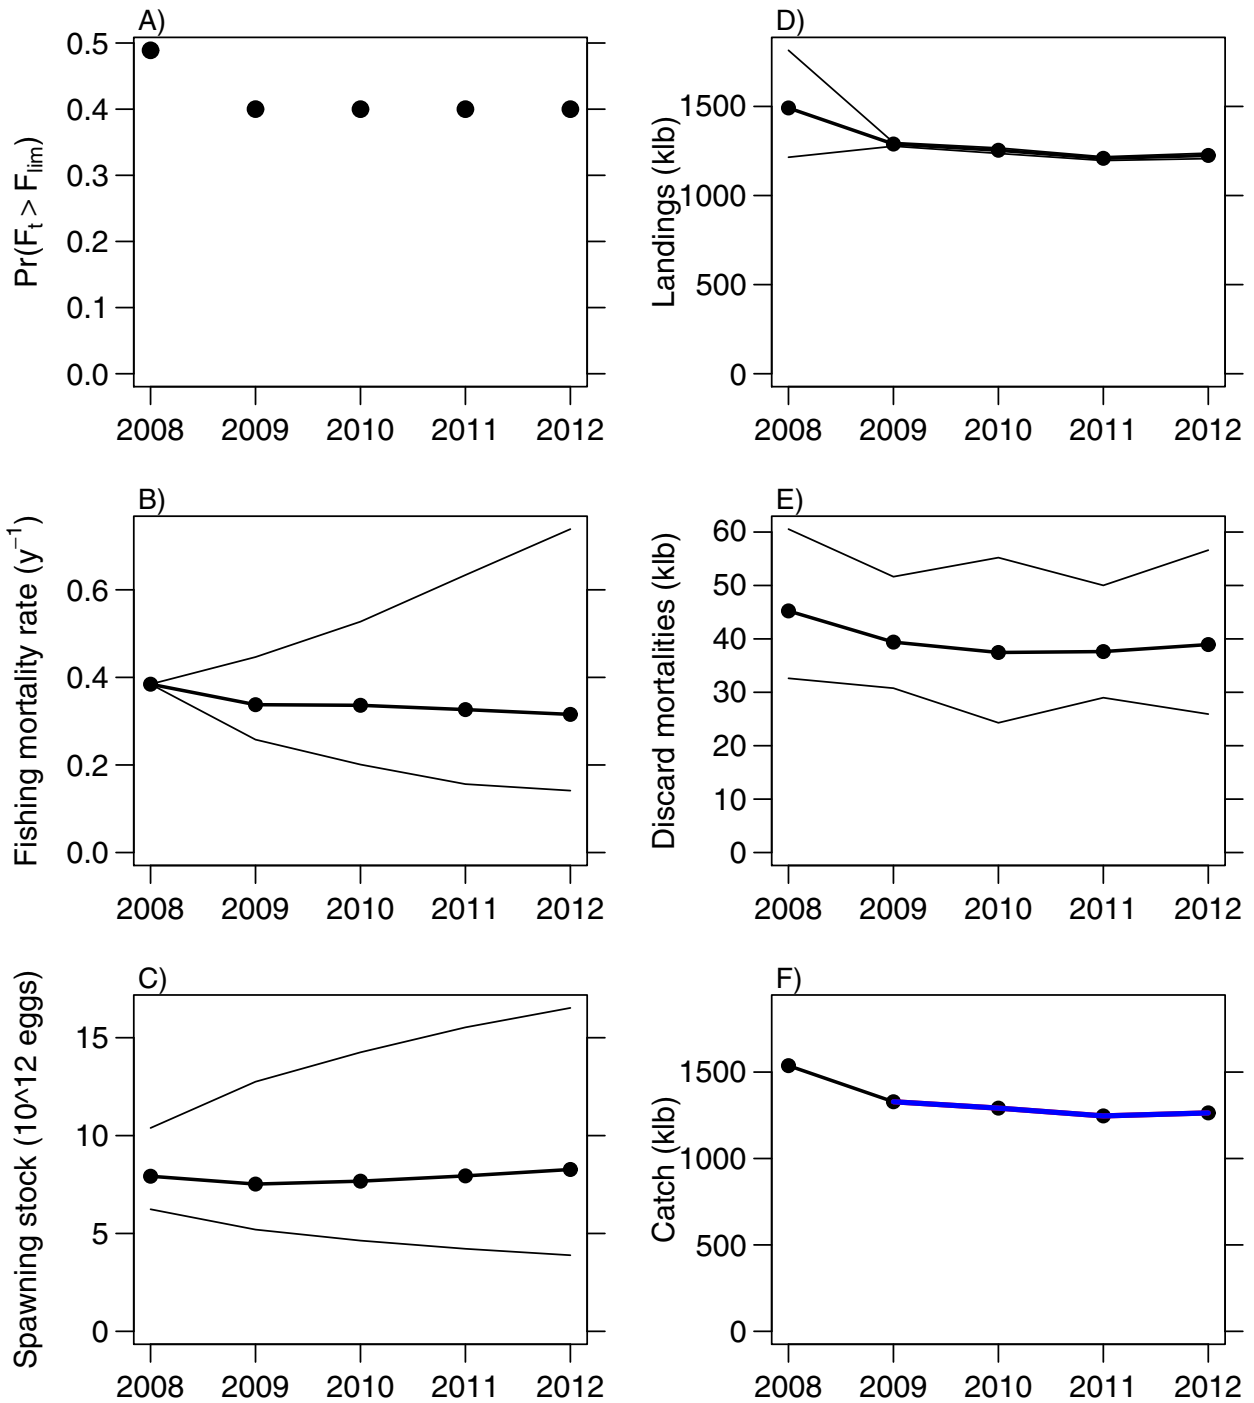 A)
Pr(Fₜ > Fₗᵢₘ)
0.5
0.4
0.3
0.2
0.1
0.0
2008 2009 2010 2011 2012
D)
Landings (klb)
1500
1000
500
0
2008 2009 2010 2011 2012
B)
Fishing mortality rate (y⁻¹)
0.6
0.4
0.2
0.0
2008 2009 2010 2011 2012
E)
Discard mortalities (klb)
60
50
40
30
20
10
0
2008 2009 2010 2011 2012
C)
Spawning stock (10^12 eggs)
15
10
5
0
2008 2009 2010 2011 2012
F)
Catch (klb)
1500
1000
500
0
2008 2009 2010 2011 2012